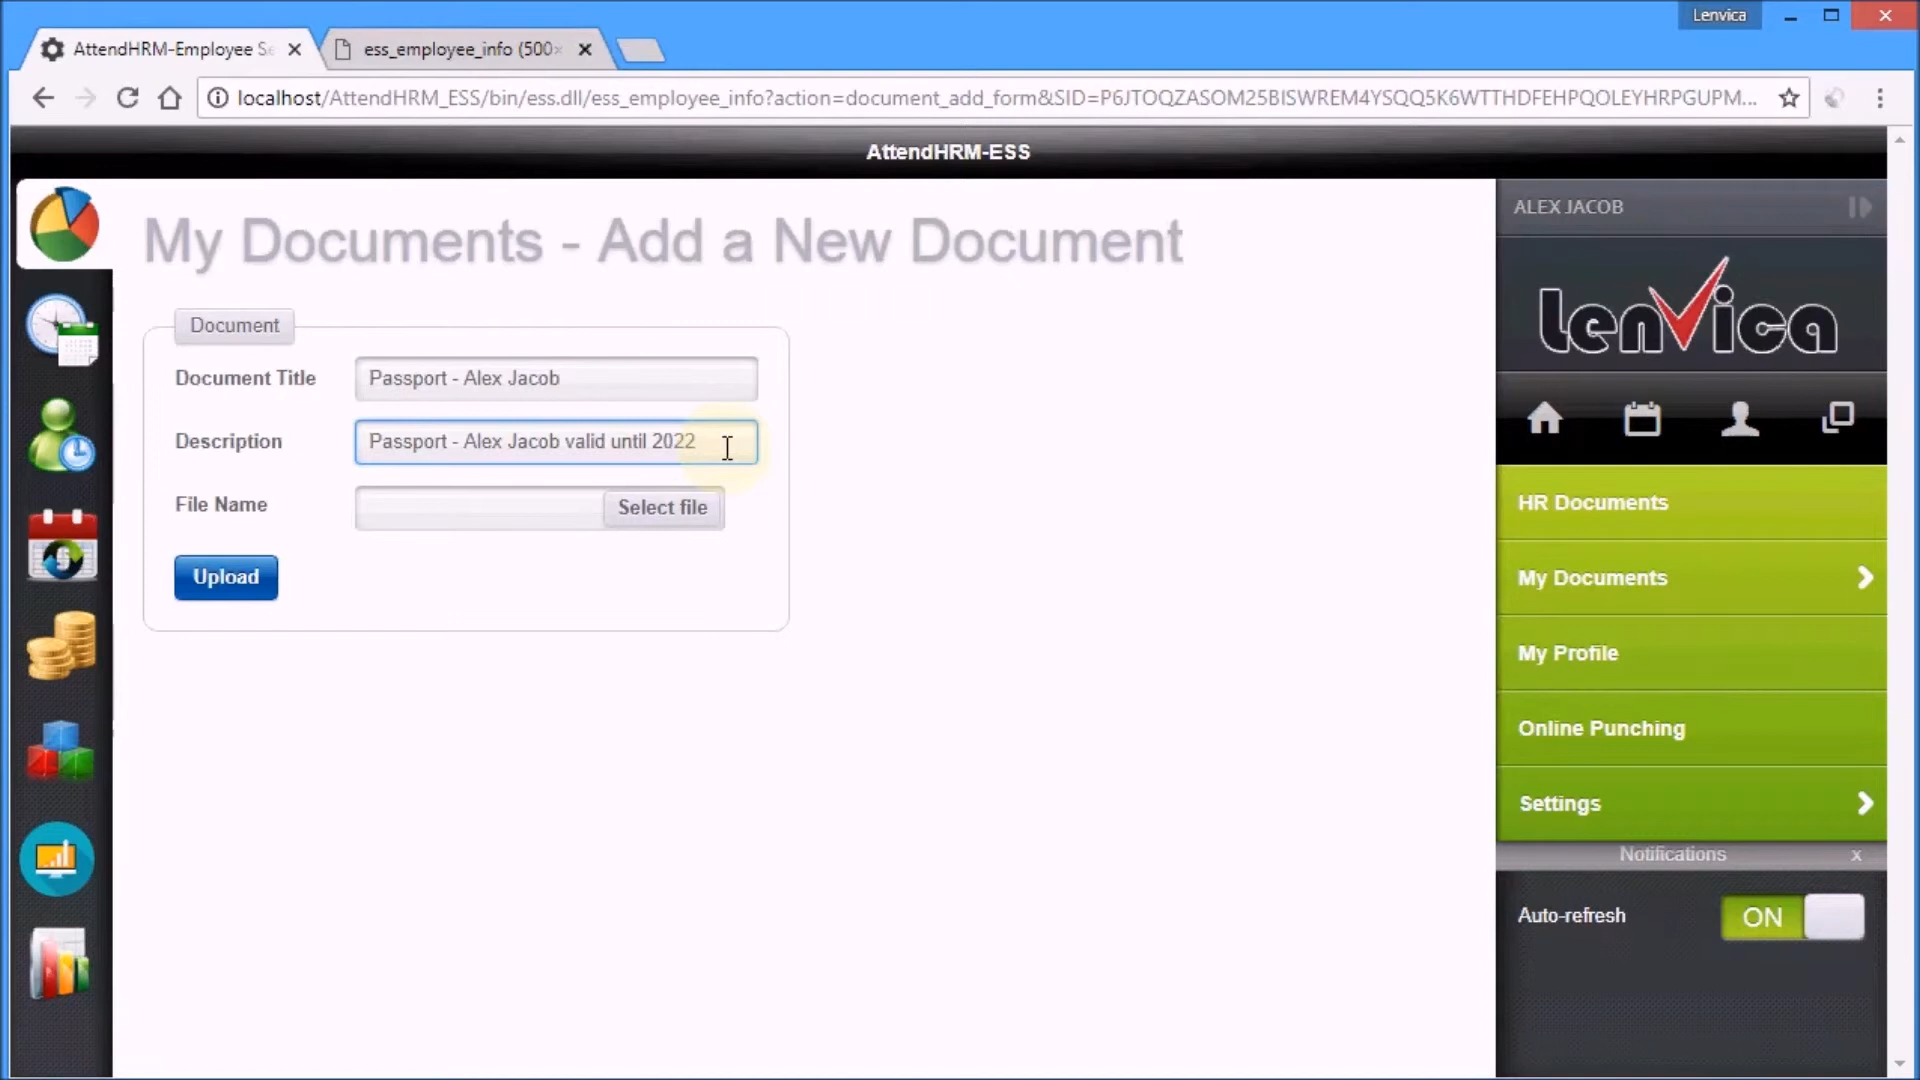 Lenvica
AttendHRM-Employee Se
ess_employee_info (500×
localhost/AttendHRM_ESS/bin/ess.dll/ess_employee_info?action=document_add_form&SID=P6JTOQZASOM25BISWREM4YSQQ5K6WTTHDFEHPQOLEYHRPGUPM...
AttendHRM-ESS
My Documents - Add a New Document
Document
Document Title
Passport - Alex Jacob
Description
Passport - Alex Jacob valid until 2022
File Name
Select file
Upload
ALEX JACOB
lenvica
HR Documents
My Documents
My Profile
Online Punching
Settings
Notifications
x
Auto-refresh
ON